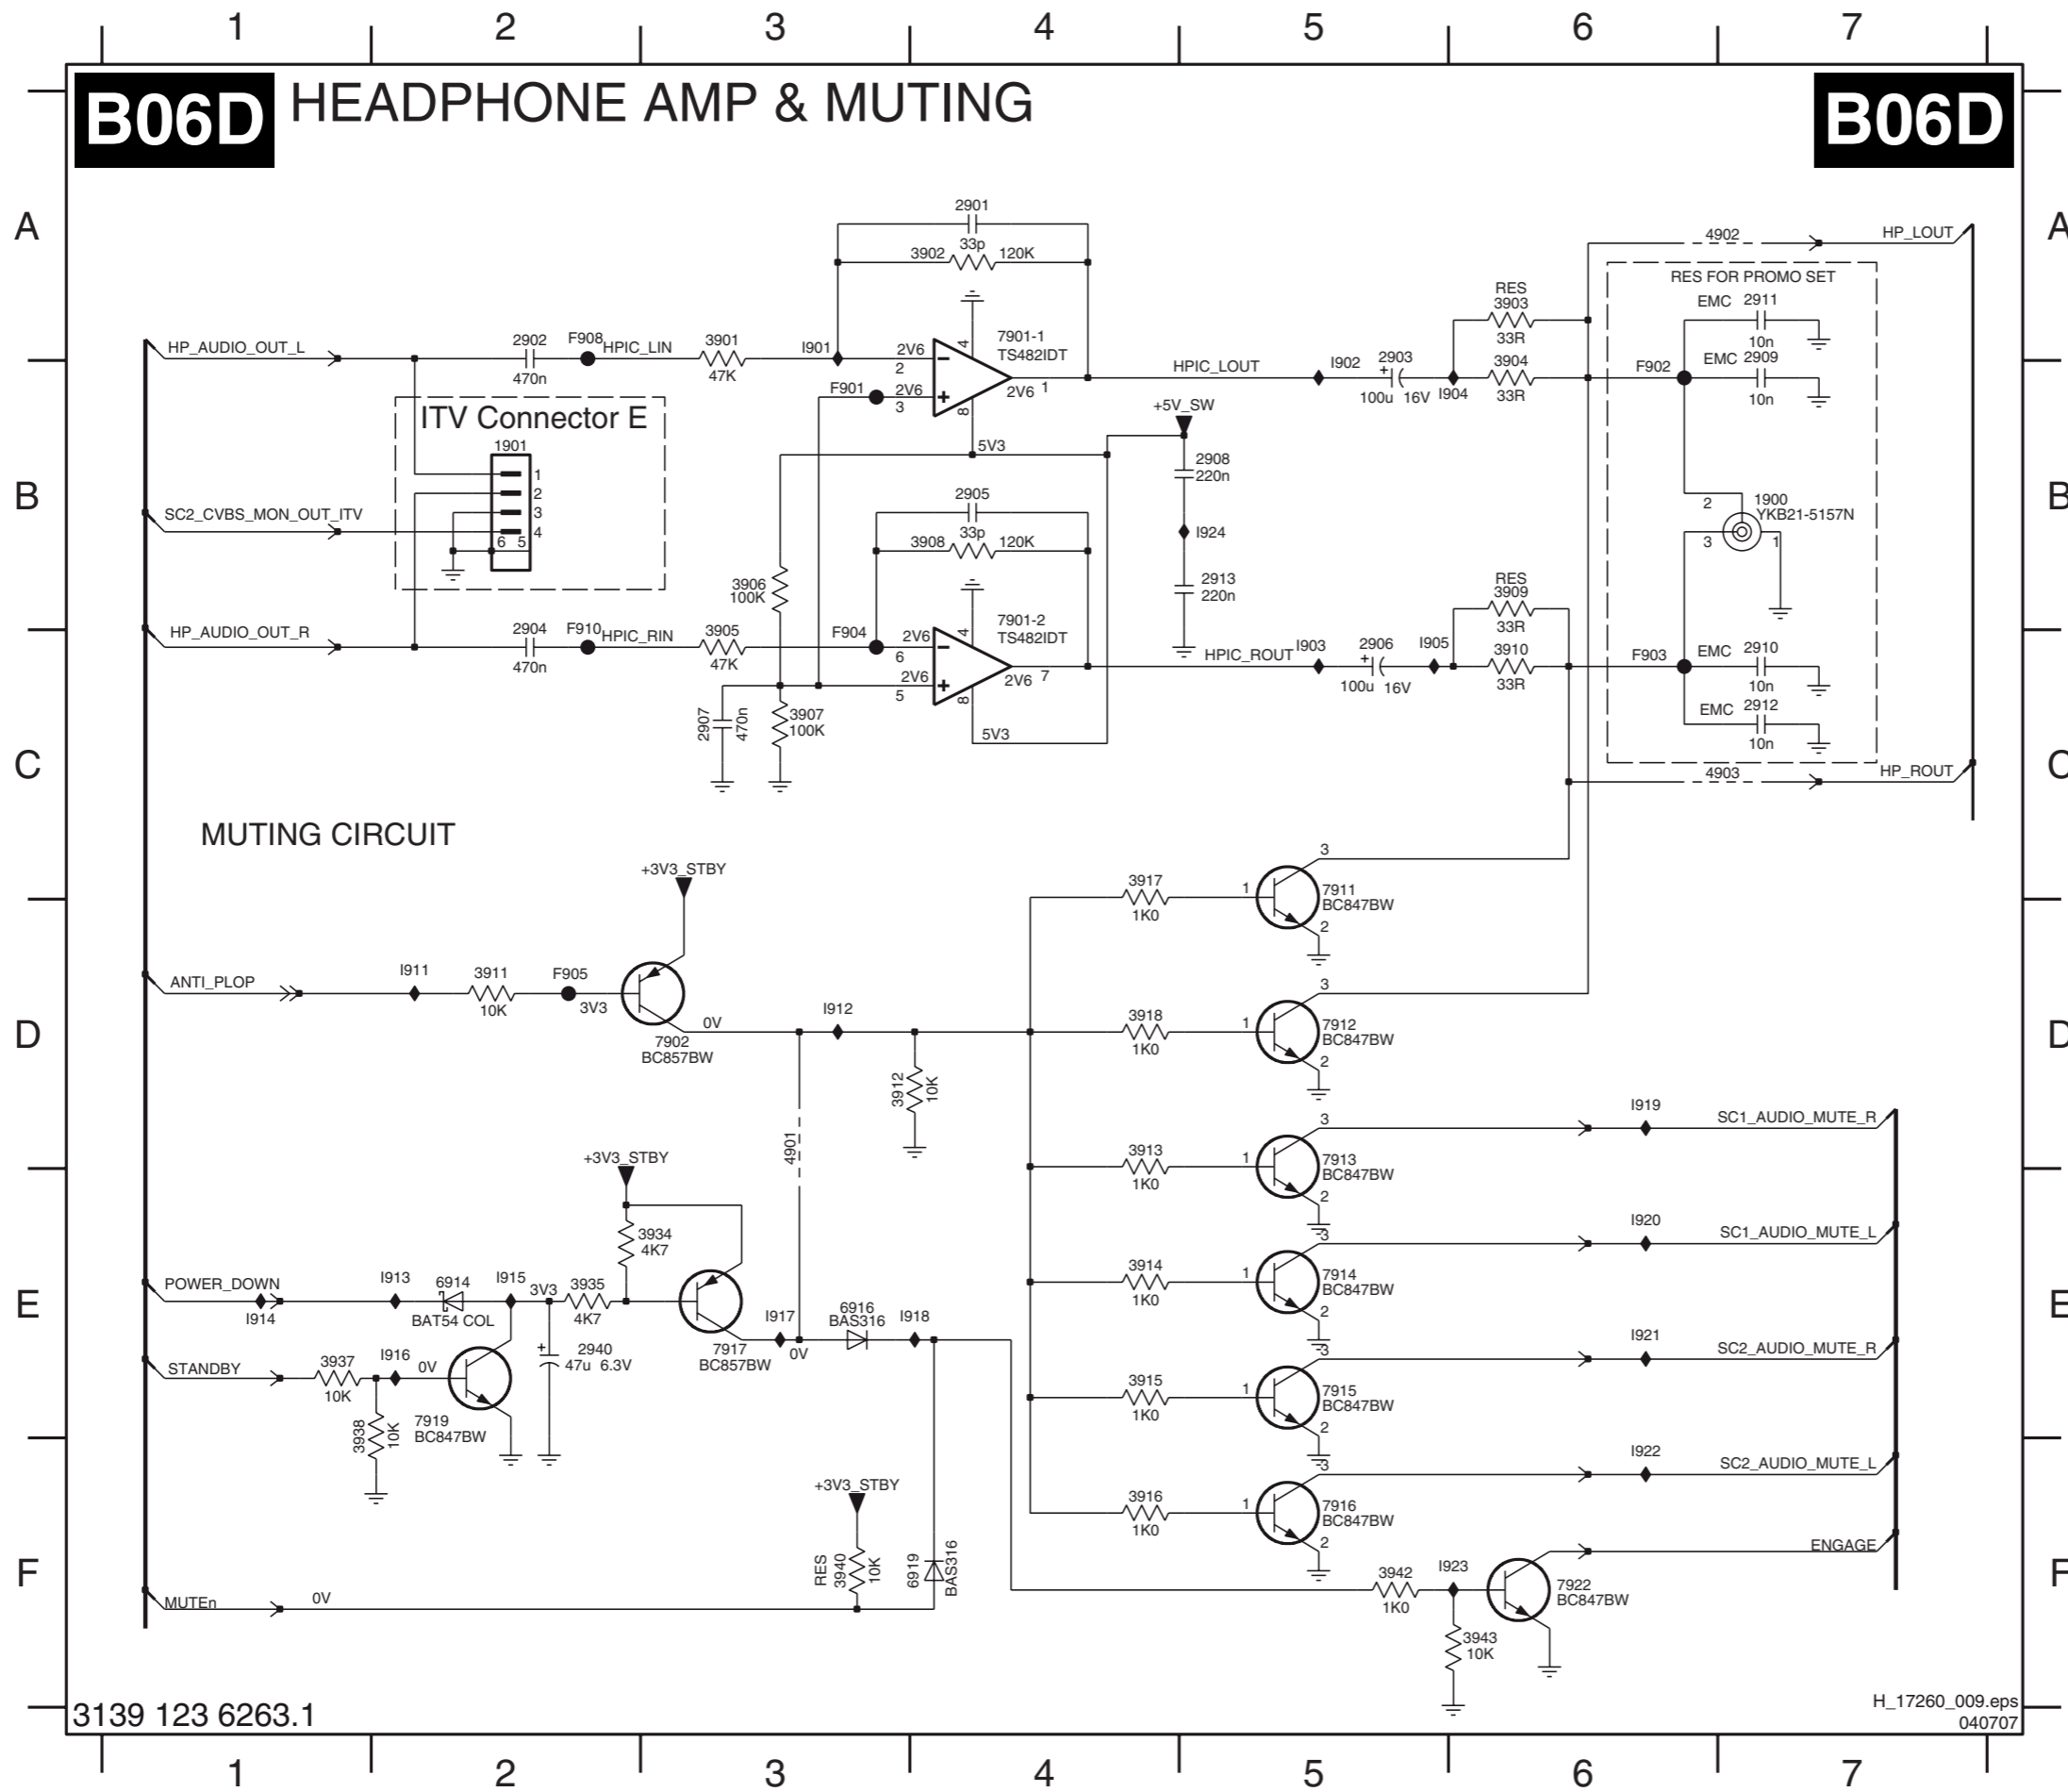 1 2 3 4 5 6 7
B06D HEADPHONE AMP & MUTING B06D
A A
2901
33p
3902 120K
4902 HP_LOUT
RES FOR PROMO SET
RES
3903
33R
EMC 2911
10n
HP_AUDIO_OUT_L
2902
470n
F908 HPIC_LIN
3901
47K
I901
2V6
2
4
7901-1
TS482IDT
F901 2V6
3
8
2V6 1
HPIC_LOUT
I902
2903
+
100u 16V
I904
3904
33R
F902
EMC 2909
10n
ITV Connector E
1901
1
2
3
4
6 5
5V3
+5V_SW
2908
220n
B B
SC2_CVBS_MON_OUT_ITV
2905
33p
3908 120K
I924
2
1900
YKB21-5157N
3 1
3906
100K
2913
220n
RES
3909
33R
HP_AUDIO_OUT_R
2904
470n
F910 HPIC_RIN
3905
47K
F904
2V6
6
4
7901-2
TS482IDT
2V6
5
8
2V6 7
HPIC_ROUT
I903
2906
+
100u 16V
I905
3910
33R
F903
EMC 2910
10n
2907
470n
3907
100K
5V3
EMC 2912
10n
C C
4903 HP_ROUT
MUTING CIRCUIT
+3V3_STBY
3917
1K0
1
3
7911
BC847BW
2
ANTI_PLOP
I911
3911
10K
F905
3V3
0V
7902
BC857BW
I912
3918
1K0
1
3
7912
BC847BW
2
D D
3912
10K
4901
3913
1K0
1
3
7913
BC847BW
2
I919
SC1_AUDIO_MUTE_R
+3V3_STBY
3934
4K7
3914
1K0
1
3
7914
BC847BW
2
I920
SC1_AUDIO_MUTE_L
E E
POWER_DOWN
I914
I913
6914
BAT54 COL
I915
3V3
3935
4K7
I917
0V
7917
BC857BW
6916
BAS316
I918
2940
+
47u 6.3V
STANDBY
3937
10K
I916
0V
3938
10K
7919
BC847BW
3915
1K0
1
3
7915
BC847BW
2
I921
SC2_AUDIO_MUTE_R
+3V3_STBY
3916
1K0
1
3
7916
BC847BW
2
I922
SC2_AUDIO_MUTE_L
ENGAGE
F F
RES
3940
10K
6919
BAS316
MUTEn
0V
3942
1K0
I923
7922
BC847BW
3943
10K
3139 123 6263.1
H_17260_009.eps
040707
1 2 3 4 5 6 7